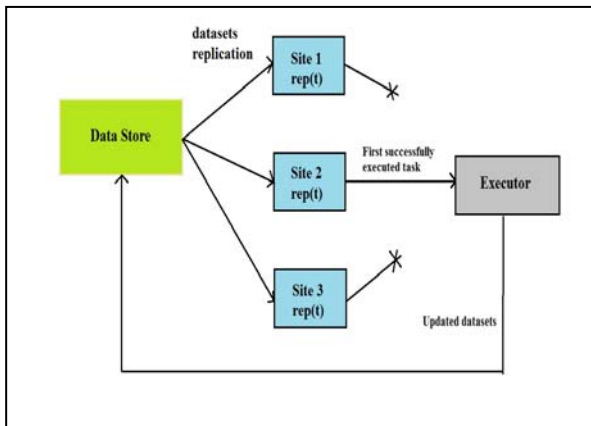 datasets
replication
Site 1
rep(t)
Data Store
Site 2
rep(t)
First successfully
executed task
Executor
Site 3
rep(t)
Updated datasets